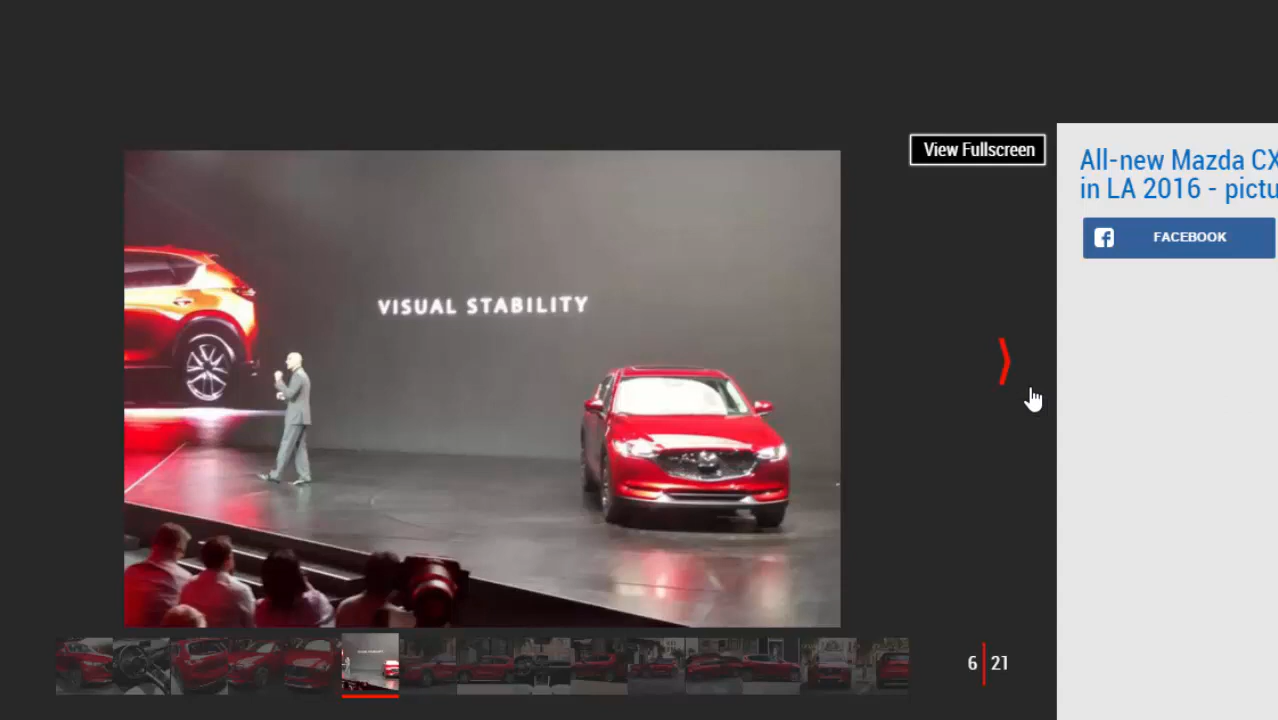 View Fullscreen
All-new Mazda CX
in LA 2016 - pictu
FACEBOOK
VISUAL STABILITY
6 21